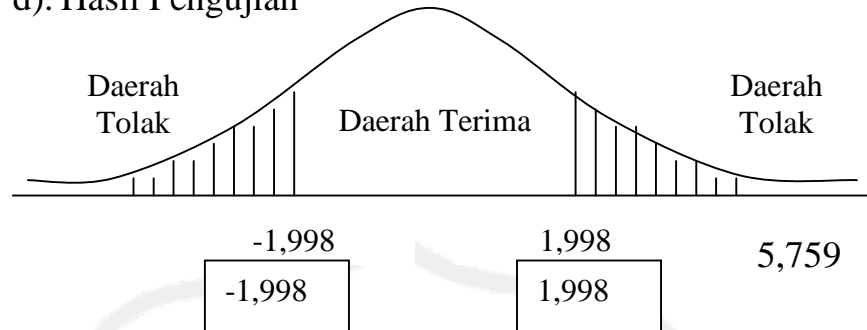 d). Hasil Pengujian
Daerah
Tolak
Daerah Terima
Daerah
Tolak
-1,998
1,998
5,759
-1,998
1,998